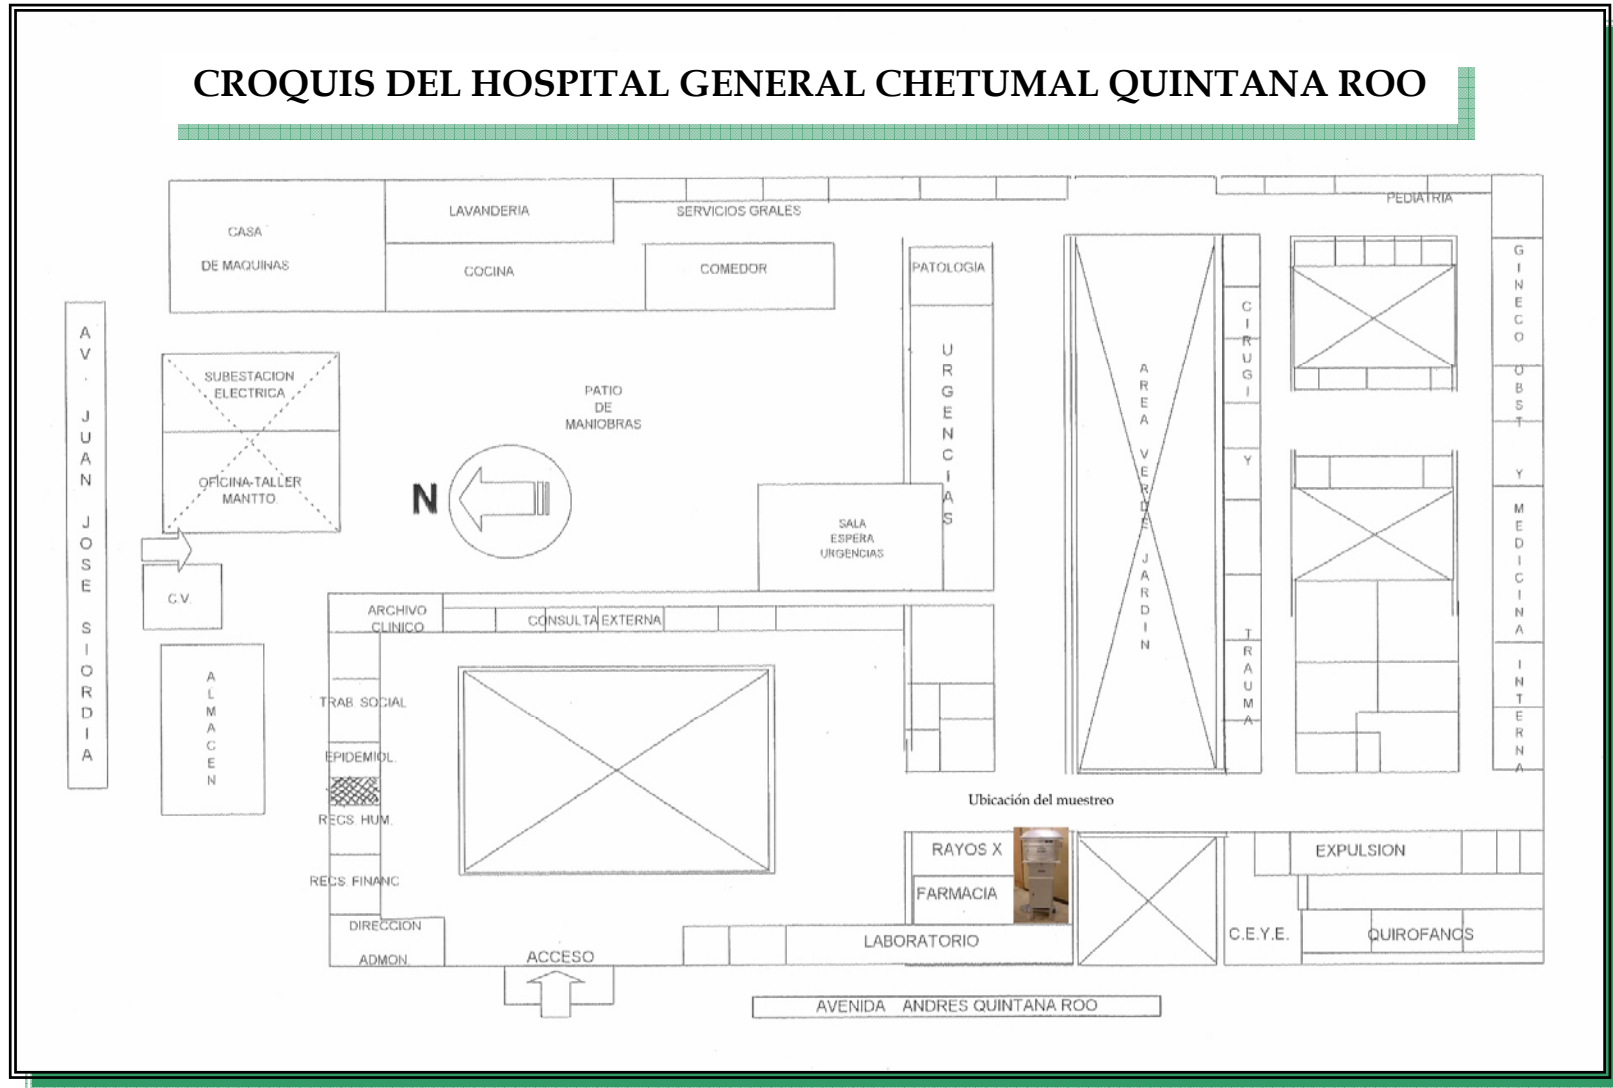 CROQUIS DEL HOSPITAL GENERAL CHETUMAL QUINTANA ROO
LAVANDERIA
SERVICIOS GRALES
PEDIATRIA
CASA
DE MAQUINAS
COCINA
COMEDOR
PATOLOGIA
GINECO OBST Y MEDICINA INTERNA
AV. JUAN JOSE SIORDIA
CIRUGI Y TRAUMA
URGENCIAS
AREA VERDE JARDIN
SUBESTACION
ELECTRICA
PATIO
DE
MANIOBRAS
OFICINA-TALLER
MANTTO.
N
SALA
ESPERA
URGENCIAS
C.V.
ARCHIVO
CLINICO
CONSULTA EXTERNA
ALMACEN
TRAB. SOCIAL
EPIDEMIOL.
RECS. HUM.
RECS. FINANC
DIRECCION
ADMON.
ACCESO
Ubicación del muestreo
RAYOS X
FARMACIA
LABORATORIO
EXPULSION
C.E.Y.E.
QUIROFANOS
AVENIDA ANDRES QUINTANA ROO